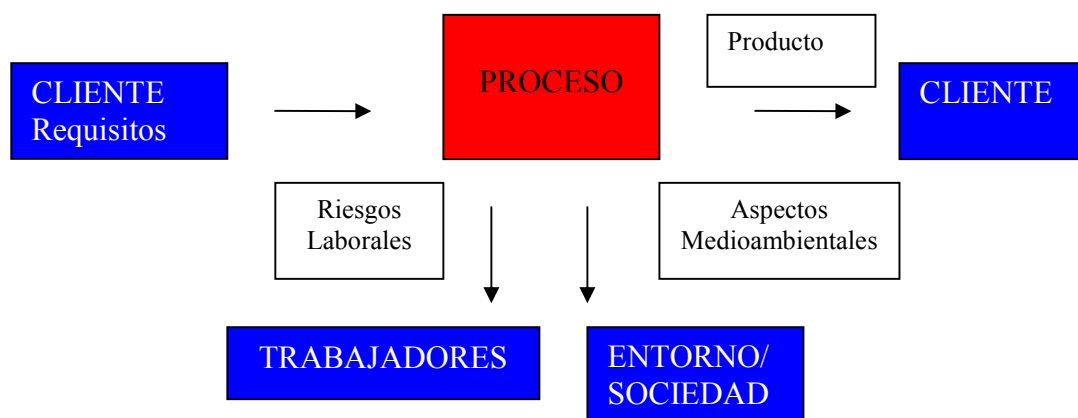 CLIENTE
Requisitos
PROCESO
Producto
CLIENTE
Riesgos
Laborales
Aspectos
Medioambientales
TRABAJADORES
ENTORNO/
SOCIEDAD